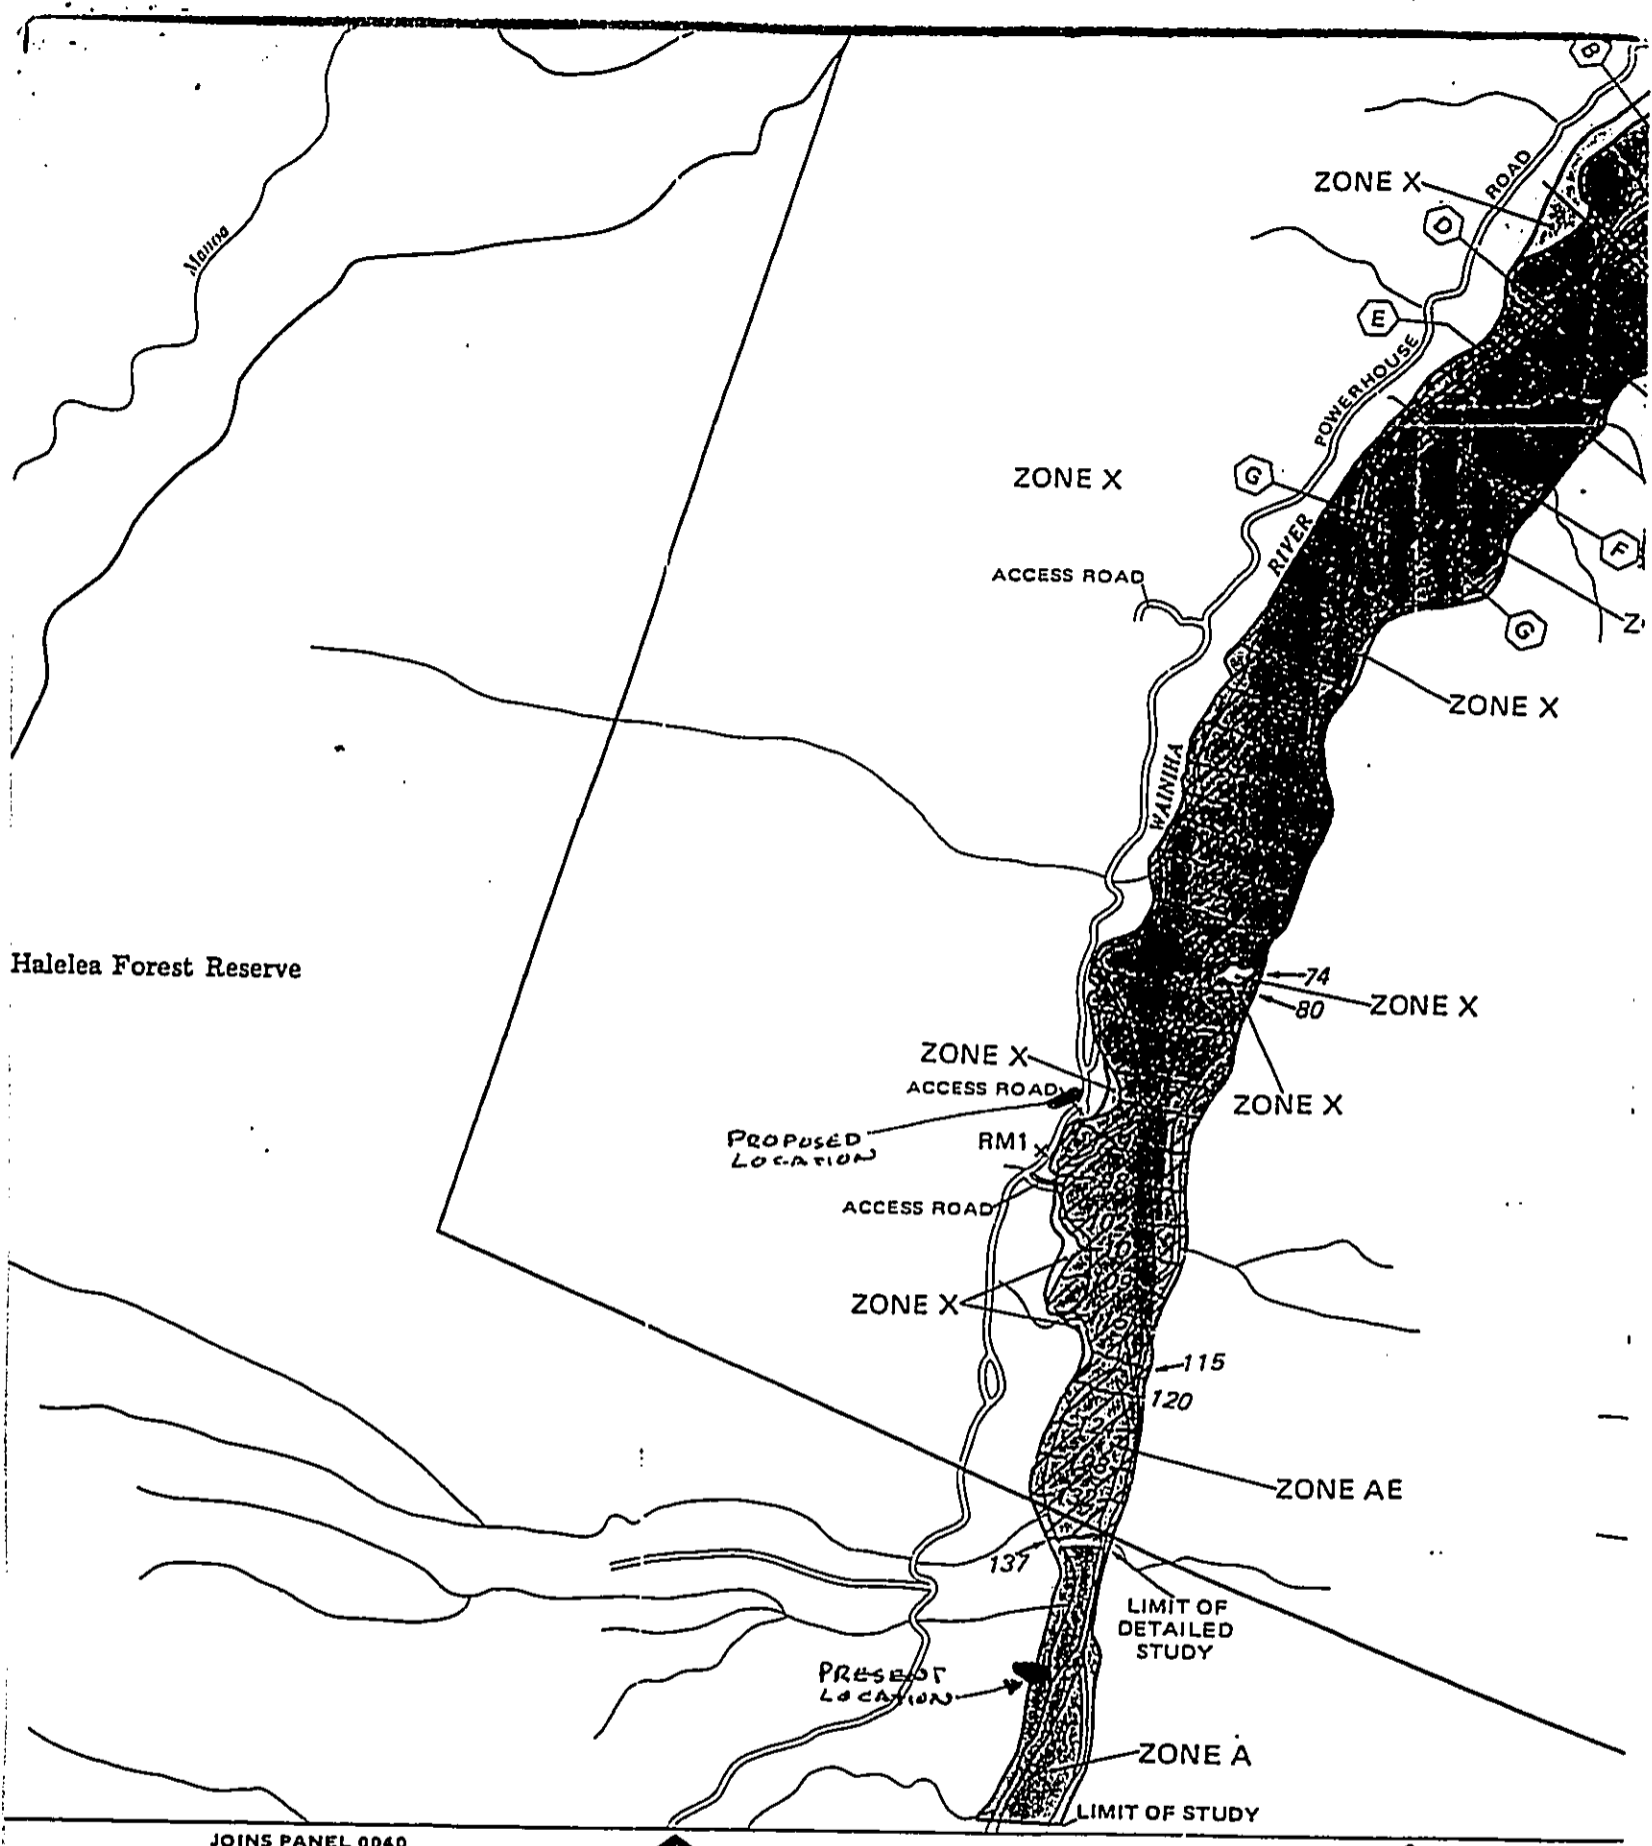 B
ZONE X
ROAD
D
Manoa
E
POWERHOUSE
ZONE X
G
RIVER
F
ACCESS ROAD
G
Z
ZONE X
WAINIHA
Halelea Forest Reserve
74
ZONE X
80
ZONE X
ACCESS ROAD
ZONE X
PROPOSED
LOCATION
RM1
ACCESS ROAD
ZONE X
115
120
ZONE AE
137
LIMIT OF
DETAILED
STUDY
PRESENT
LOCATION
ZONE A
LIMIT OF STUDY
JOINS PANEL 0040